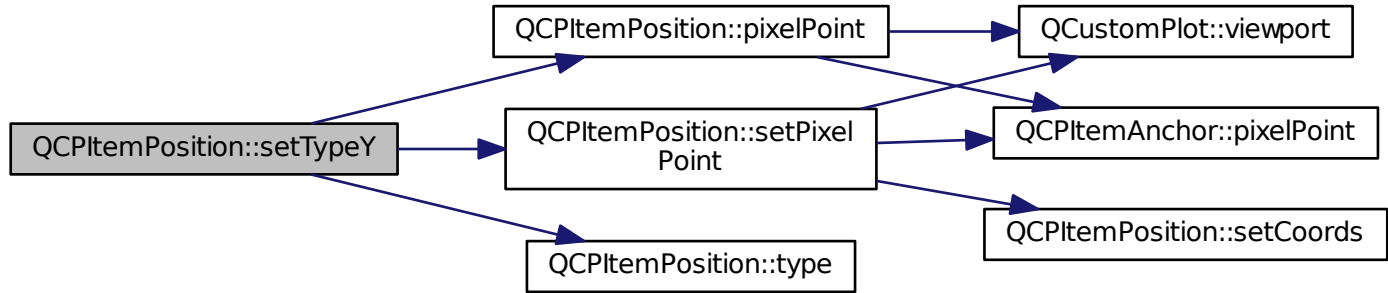 QCPItemPosition::setTypeY
QCPItemPosition::pixelPoint
QCPItemPosition::setPixel
Point
QCPItemPosition::type
QCustomPlot::viewport
QCPItemAnchor::pixelPoint
QCPItemPosition::setCoords